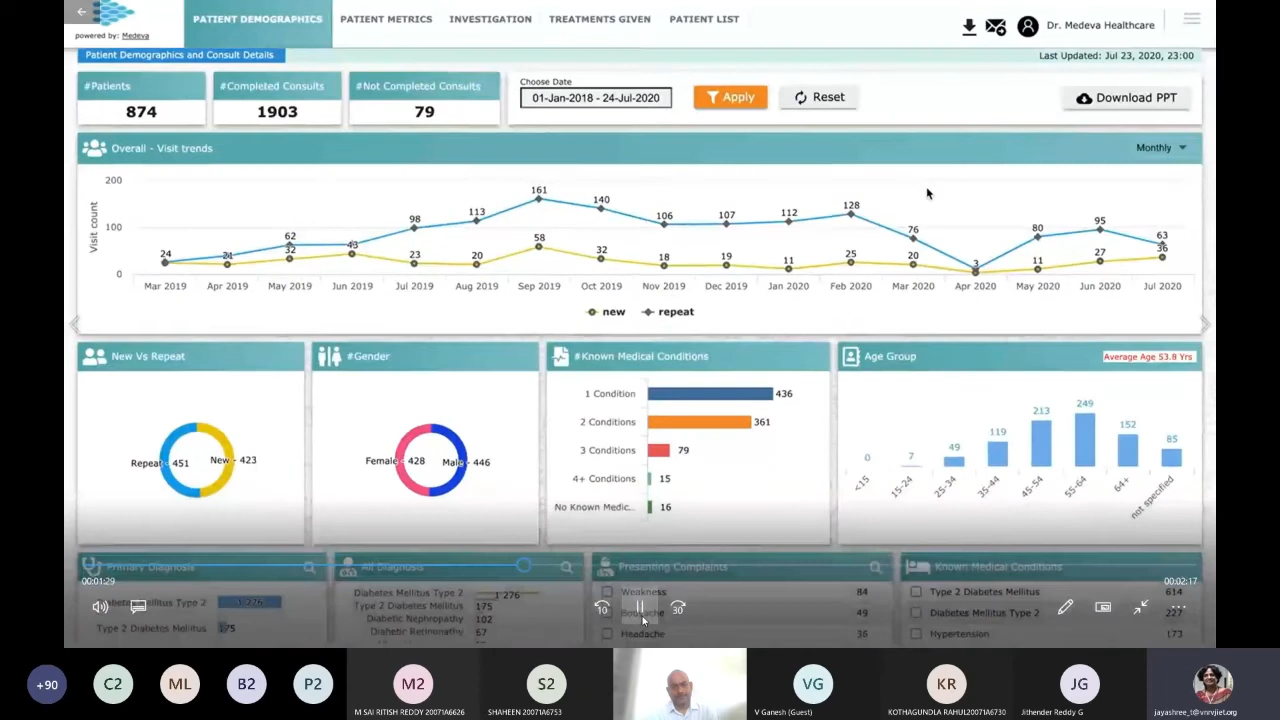 PATIENT DEMOGRAPHICS PATIENT METRICS INVESTIGATION TREATMENTS GIVEN PATIENT LIST
Dr. Medeva Healthcare
powered by: Medeva
Patient Demographics and Consult Details
Last Updated: Jul 23, 2020, 23:00
#Patients
874
#Completed Consults
1903
#Not Completed Consults
79
Choose Date
01-Jan-2018 - 24-Jul-2020
Apply
Reset
Download PPT
Overall - Visit trends
Monthly
Visit count
200
100
0
24 21 62 32 43 98 23 113 20 161 58 140 32 106 18 107 19 112 11 128 25 76 20 3 80 11 95 27 63 36
Mar 2019 Apr 2019 May 2019 Jun 2019 Jul 2019 Aug 2019 Sep 2019 Oct 2019 Nov 2019 Dec 2019 Jan 2020 Feb 2020 Mar 2020 Apr 2020 May 2020 Jun 2020 Jul 2020
new repeat
New Vs Repeat
Repeat - 451
New - 423
#Gender
Female - 428
Male - 446
#Known Medical Conditions
1 Condition 436
2 Conditions 361
3 Conditions 79
4+ Conditions 15
No Known Medic... 16
Age Group
Average Age 53.8 Yrs
0 7 49 119 213 249 152 85
<15 15-24 25-34 35-44 45-54 55-64 64+ not specified
Primary Diagnosis
Diabetes Mellitus Type 2 1 276
Type 2 Diabetes Mellitus 175
All Diagnosis
Diabetes Mellitus Type 2 1 276
Type 2 Diabetes Mellitus 175
Diabetic Nephropathy 102
Diabetic Retinopathy 67
Presenting Complaints
Weakness 84
Bodyache 49
Headache 36
Known Medical Conditions
Type 2 Diabetes Mellitus 614
Diabetes Mellitus Type 2 227
Hypertension 173
00:01:29
00:02:17
10
30
+90
C2
ML
B2
P2
M2
M SAI RITISH REDDY 20071A6626
S2
SHAHEEN 20071A6753
VG
V Ganesh (Guest)
KR
KOTHAGUNDLA RAHUL20071A6730
JG
Jithender Reddy G
jayashree_t@vnrvjiet.org